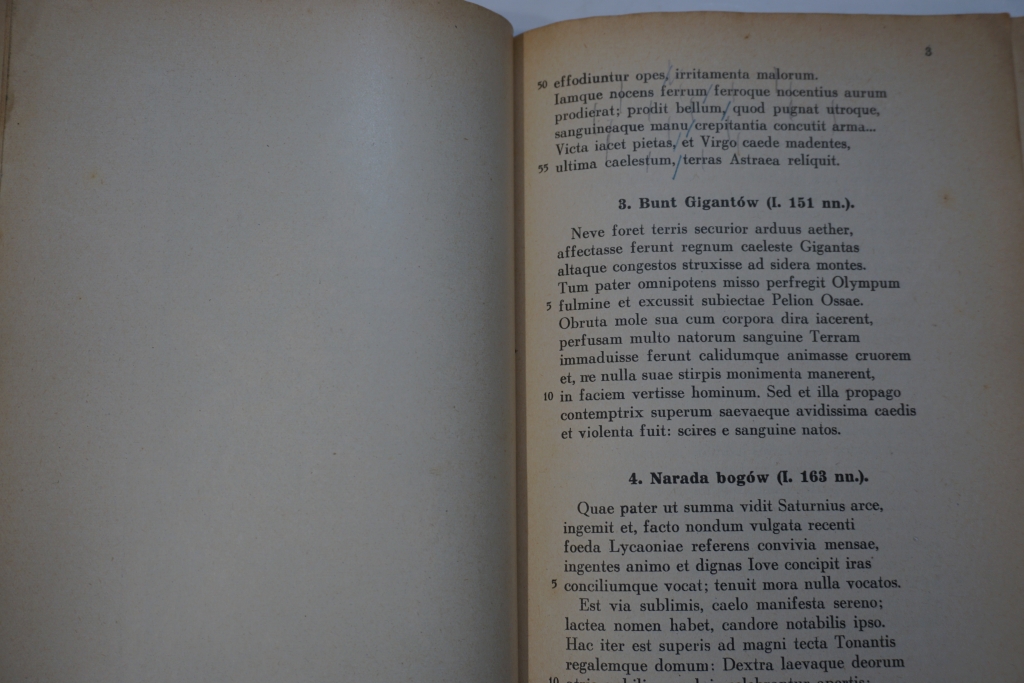 3
50 effodiuntur opes, irritamenta malorum.
Iamque nocens ferrum ferroque nocentius aurum
prodierat; prodit bellum, quod pugnat utroque,
sanguineaque manu crepitantia concutit arma...
Victa iacet pietas, et Virgo caede madentes,
55 ultima caelestum, terras Astraea reliquit.
3. Bunt Gigantów (I. 151 nn.).
Neve foret terris securior arduus aether,
affectasse ferunt regnum caeleste Gigantas
altaque congestos struxisse ad sidera montes.
Tum pater omnipotens misso perfregit Olympum
5 fulmine et excussit subiectae Pelion Ossae.
Obruta mole sua cum corpora dira iacerent,
perfusam multo natorum sanguine Terram
immaduisse ferunt calidumque animasse cruorem
et, ne nulla suae stirpis monimenta manerent,
10 in faciem vertisse hominum. Sed et illa propago
contemptrix superum saevaeque avidissima caedis
et violenta fuit: scires e sanguine natos.
4. Narada bogów (I. 163 nn.).
Quae pater ut summa vidit Saturnius arce,
ingemit et, facto nondum vulgata recenti
foeda Lycaoniae referens convivia mensae,
ingentes animo et dignas Iove concipit iras
5 conciliumque vocat; tenuit mora nulla vocatos.
Est via sublimis, caelo manifesta sereno;
lactea nomen habet, candore notabilis ipso.
Hac iter est superis ad magni tecta Tonantis
regalemque domum: Dextra laevaque deorum
10